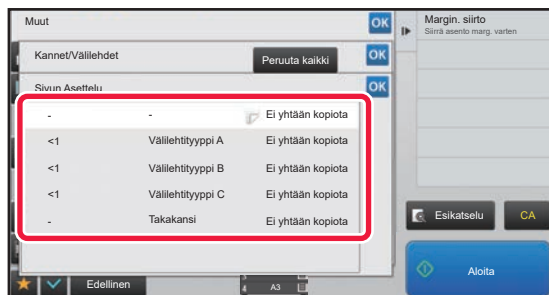 Muut
OK
Margin. siirto
Siirrä asento marg. varten
Kannet/Välilehdet
Peruuta kaikki
OK
Sivun Asettelu
OK
- - Ei yhtään kopiota
<1 Välilehtityyppi A Ei yhtään kopiota
<1 Välilehtityyppi B Ei yhtään kopiota
<1 Välilehtityyppi C Ei yhtään kopiota
- Takakansi Ei yhtään kopiota
Esikatselu
CA
Edellinen
4 A3
Aloita